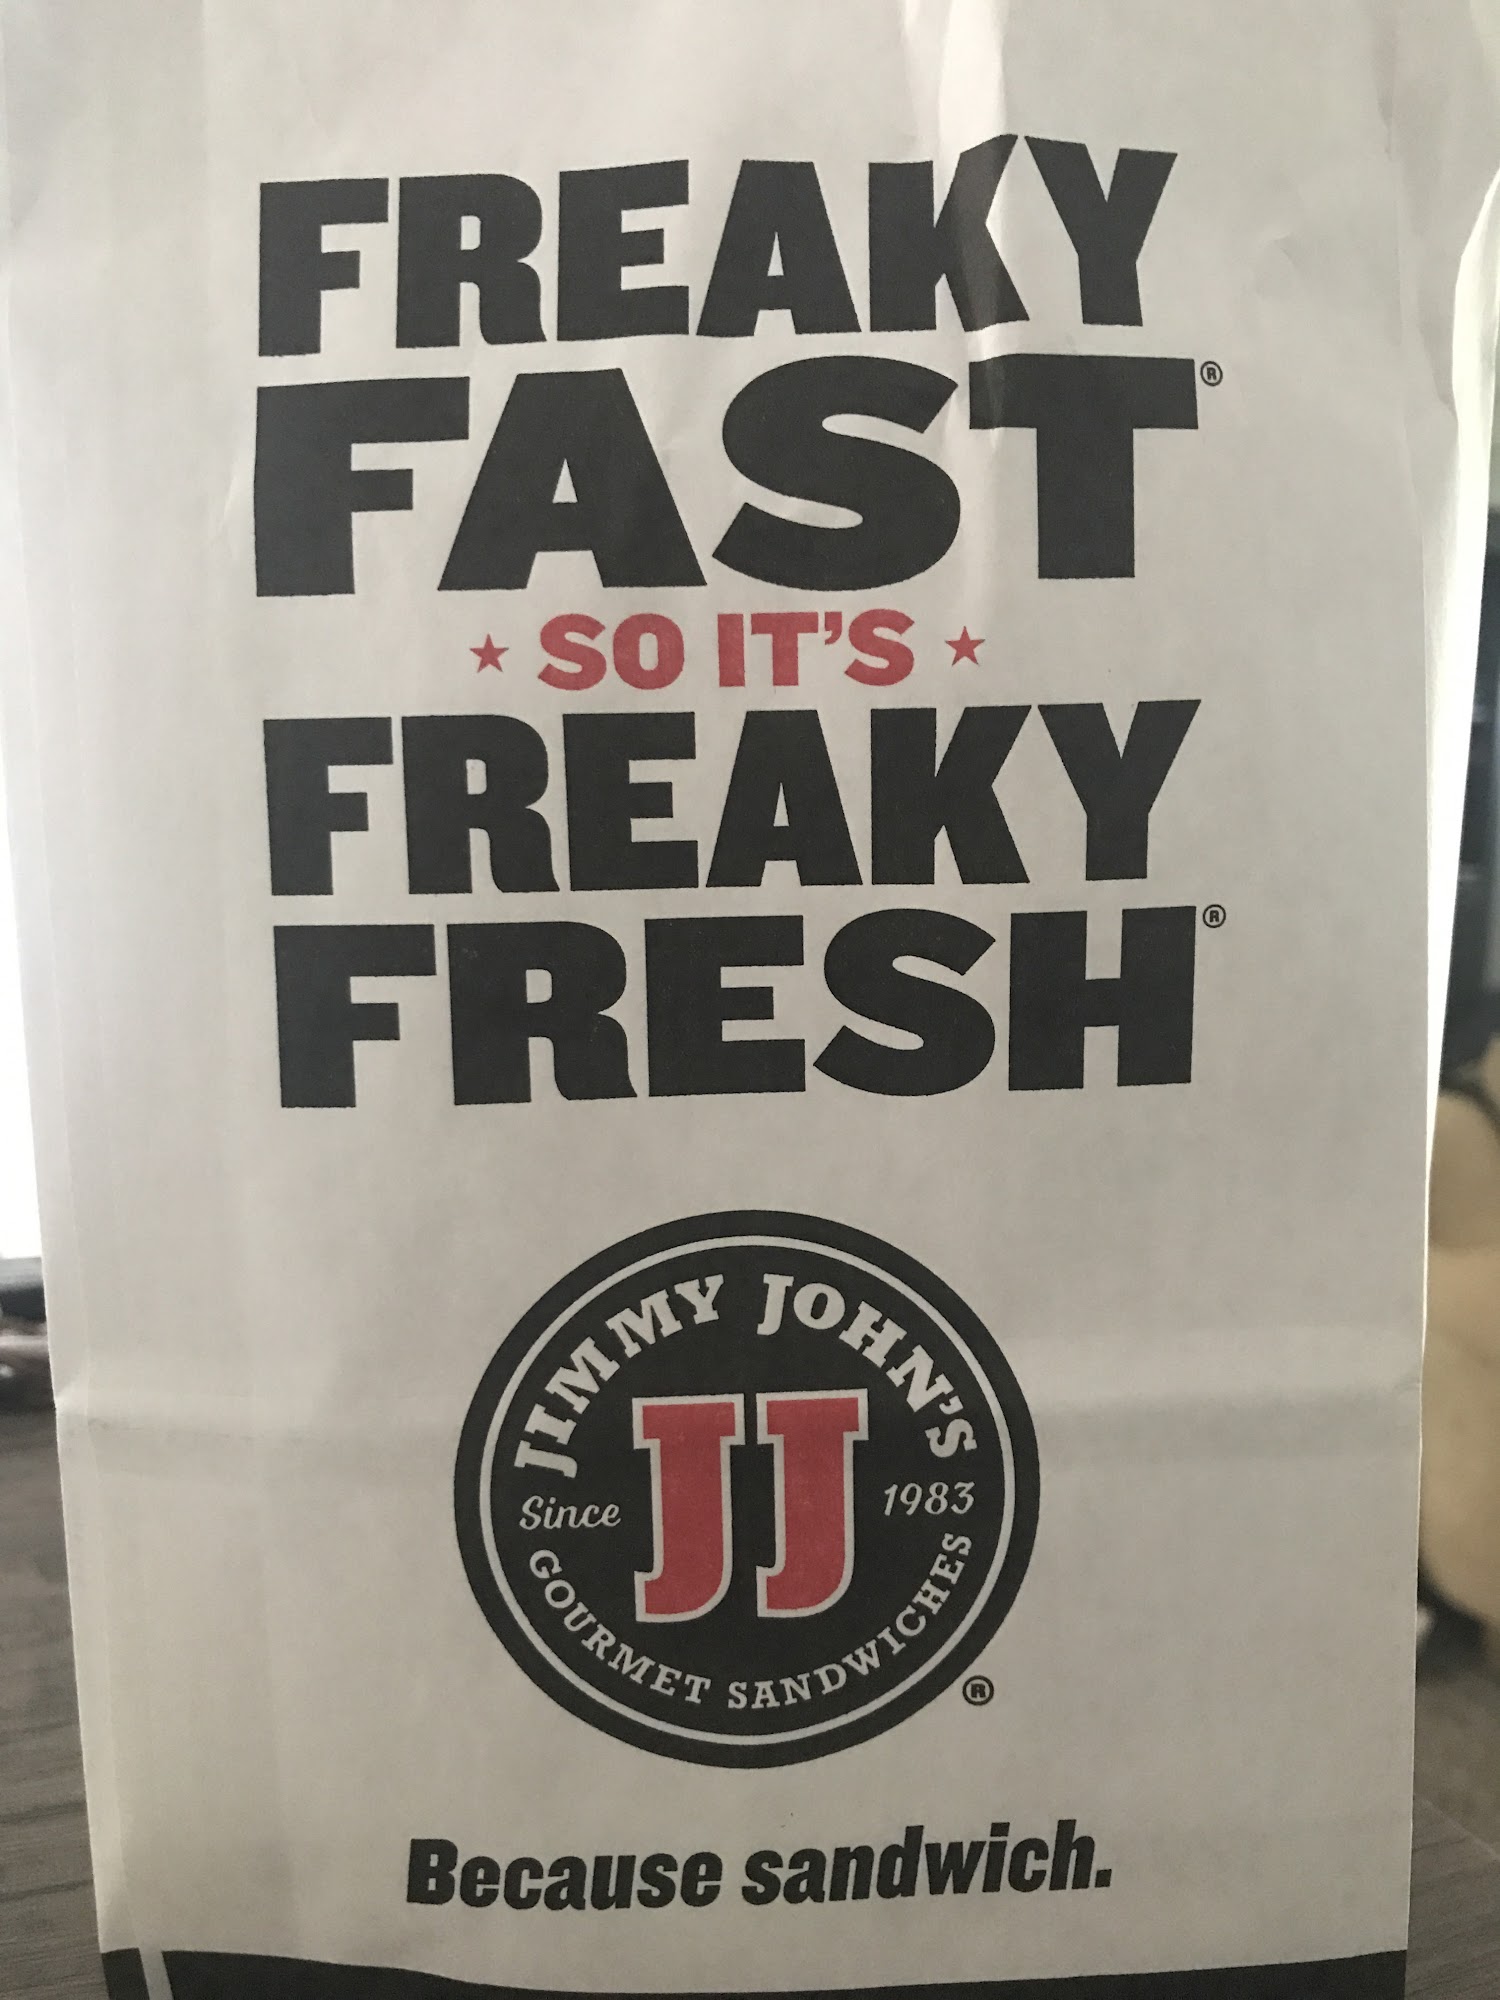 FREAKY
FAST®
★ SO IT'S ★
FREAKY
FRESH®
JIMMY JOHN'S
Since JJ 1983
GOURMET SANDWICHES
®
Because sandwich.